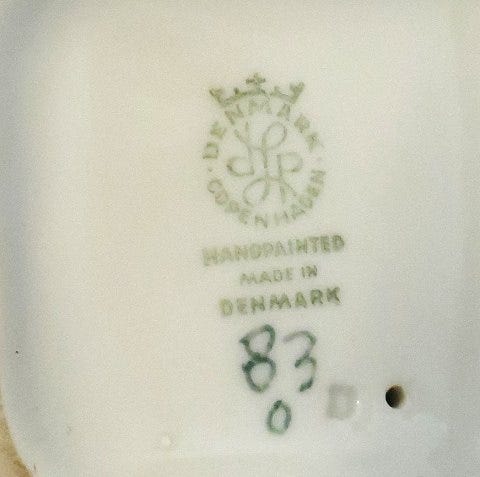 DENMARK
COPENHAGEN
HANDPAINTED
MADE IN
DENMARK
83
0